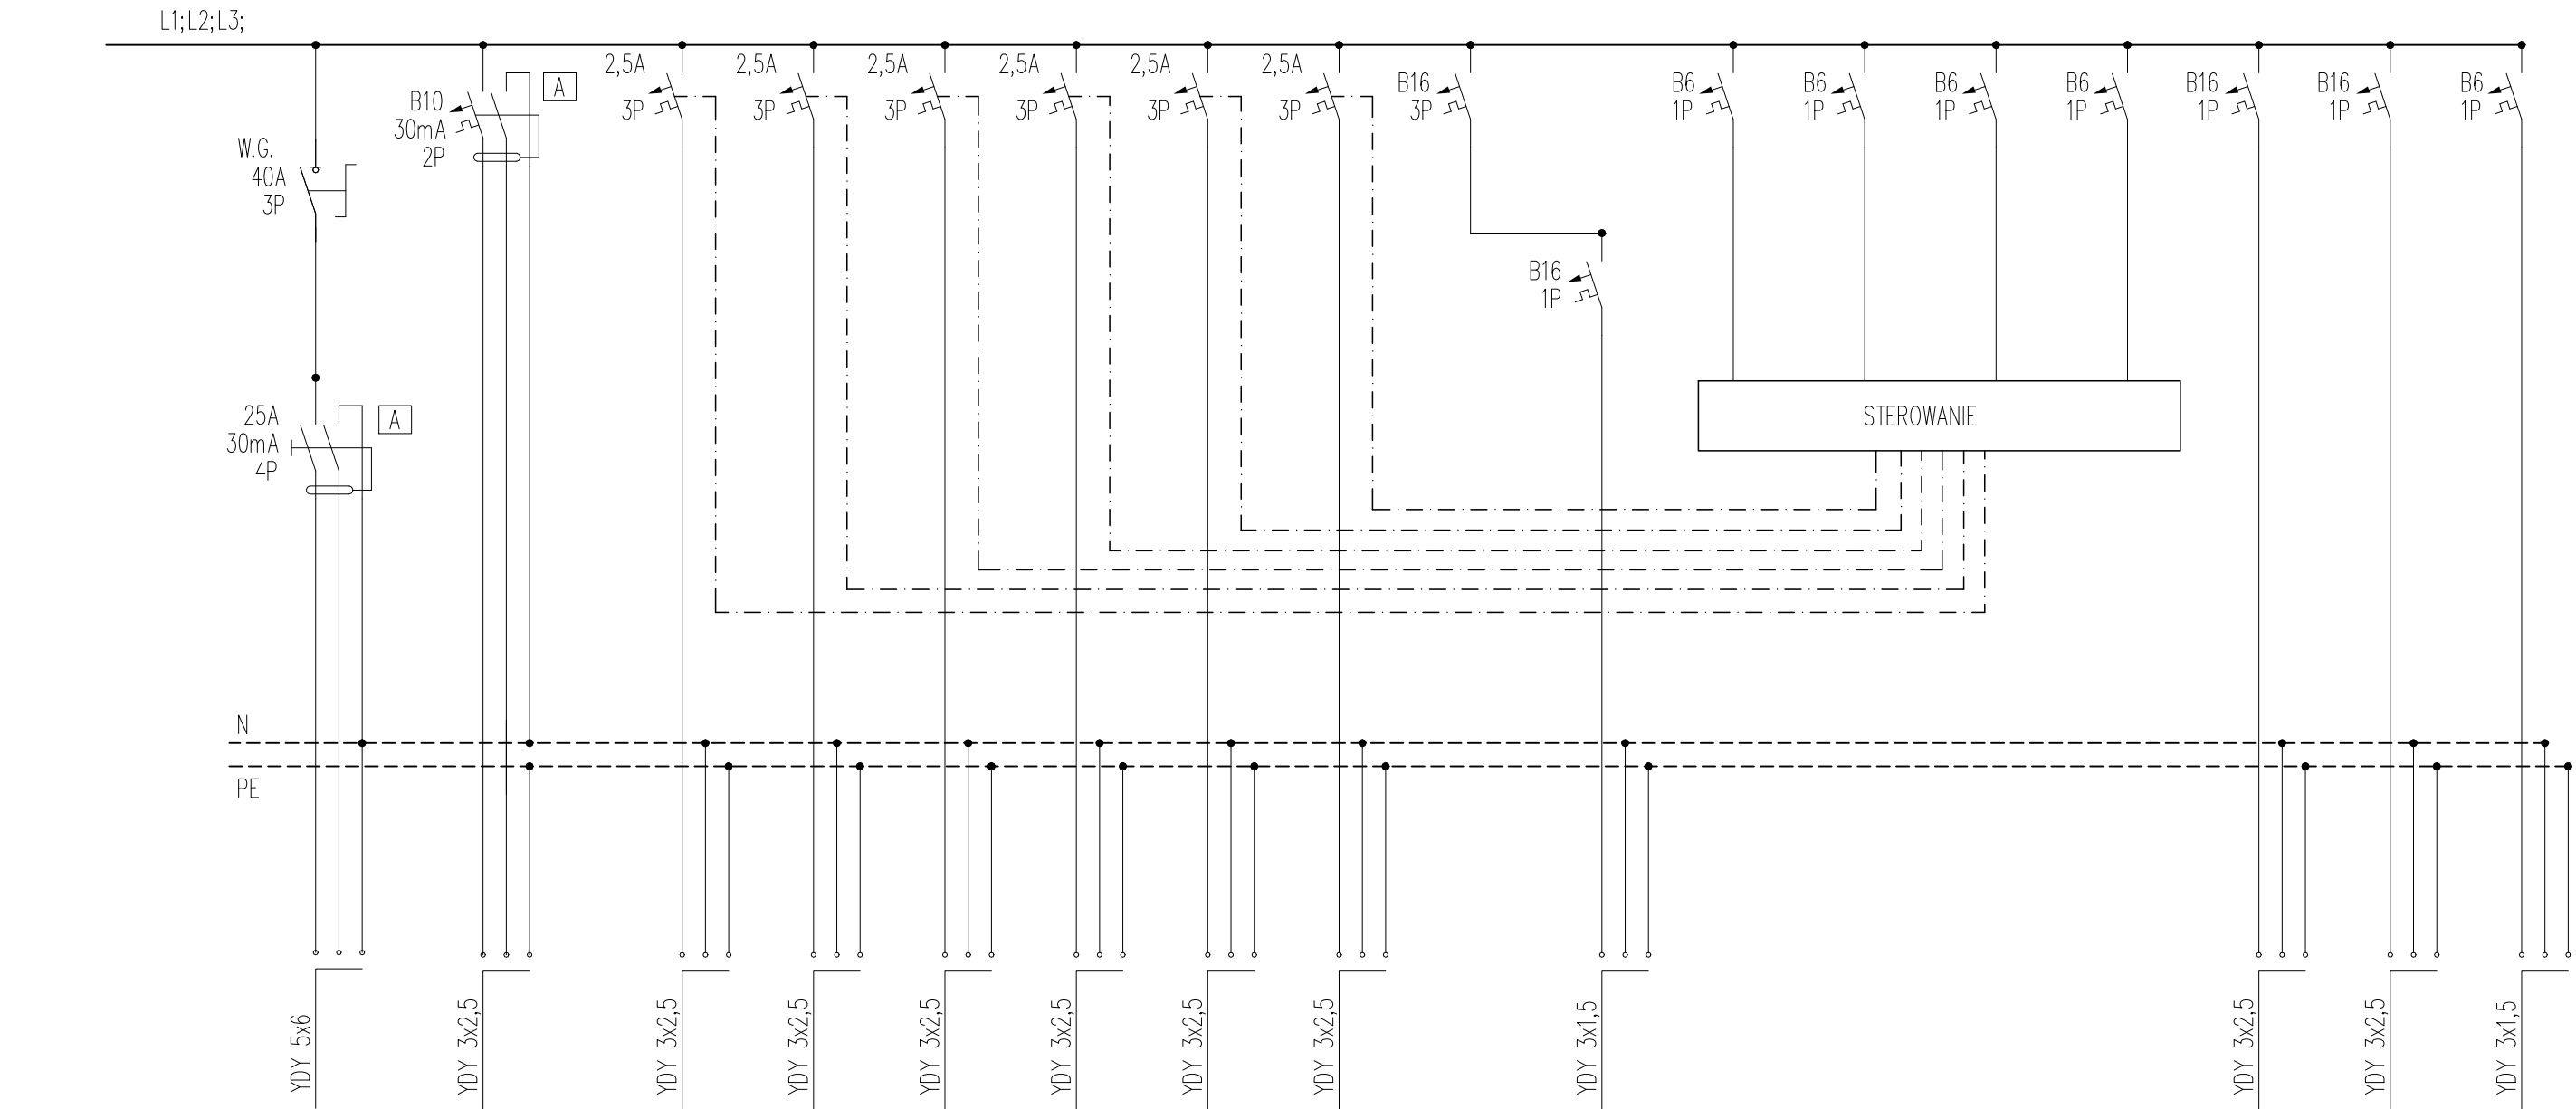 L1;L2;L3;
B10
30mA
2P
A
2,5A
3P
2,5A
3P
2,5A
3P
2,5A
3P
2,5A
3P
2,5A
3P
B16
3P
B6
1P
B6
1P
B6
1P
B6
1P
B16
1P
B16
1P
B6
1P
W.G.
40A
3P
B16
1P
25A
30mA
4P
A
STEROWANIE
N
PE
YDY 5x6
YDY 3x2,5
YDY 3x2,5
YDY 3x2,5
YDY 3x2,5
YDY 3x2,5
YDY 3x2,5
YDY 3x2,5
YDY 3x1,5
YDY 3x2,5
YDY 3x2,5
YDY 3x1,5